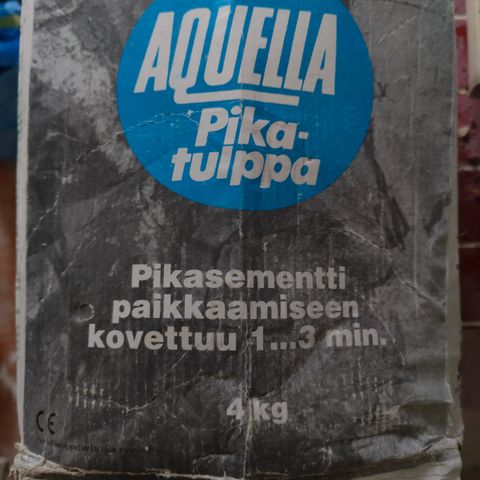 AQUELLA
Pika-
tulppa
Pikasementti
paikkaamiseen
kovettuu 1...3 min.
4 kg
CE